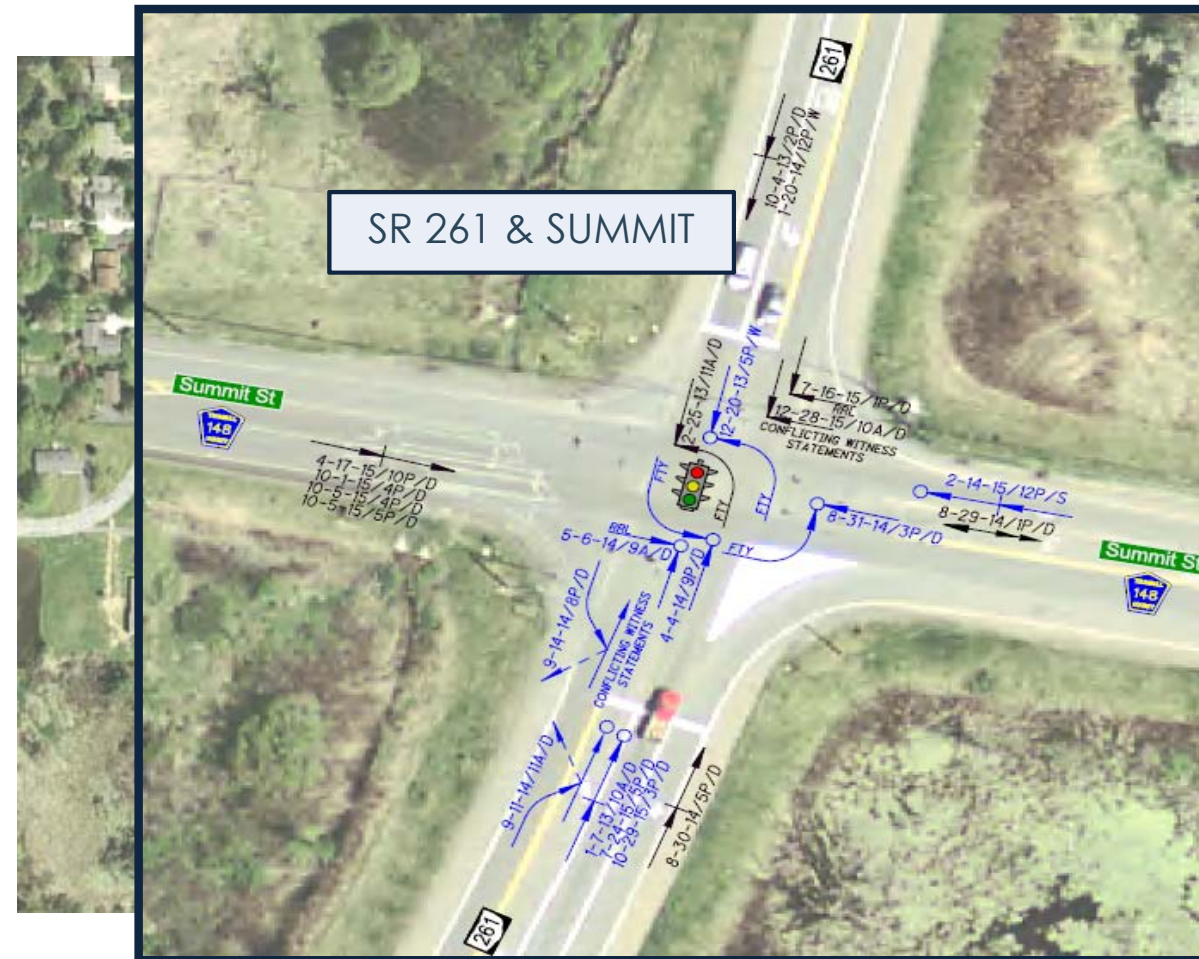 261
10-4-13/2P/D
1-20-14/12P/W
SR 261 & SUMMIT
2-25-13/11A/D
12-20-13/5P/W
7-16-15/1P/D
RRL
12-28-15/10A/D
CONFLICTING WITNESS
STATEMENTS
Summit St
148
4-17-15/10P/D
10-1-15/4P/D
10-5-13/4P/D
10-5-15/5P/D
FTY
FTY
FTY
2-14-15/12P/S
8-29-14/1P/D
8-31-14/3P/D
FTY
5-6-14/9A/D
4-4-14/9P/D
Summit St
148
9-14-14/8P/D
CONFLICTING WITNESS
STATEMENTS
9-11-14/11A/D
1-7-13/10A/D
7-24-15/5P/D
10-29-15/3P/D
8-30-14/5P/D
261